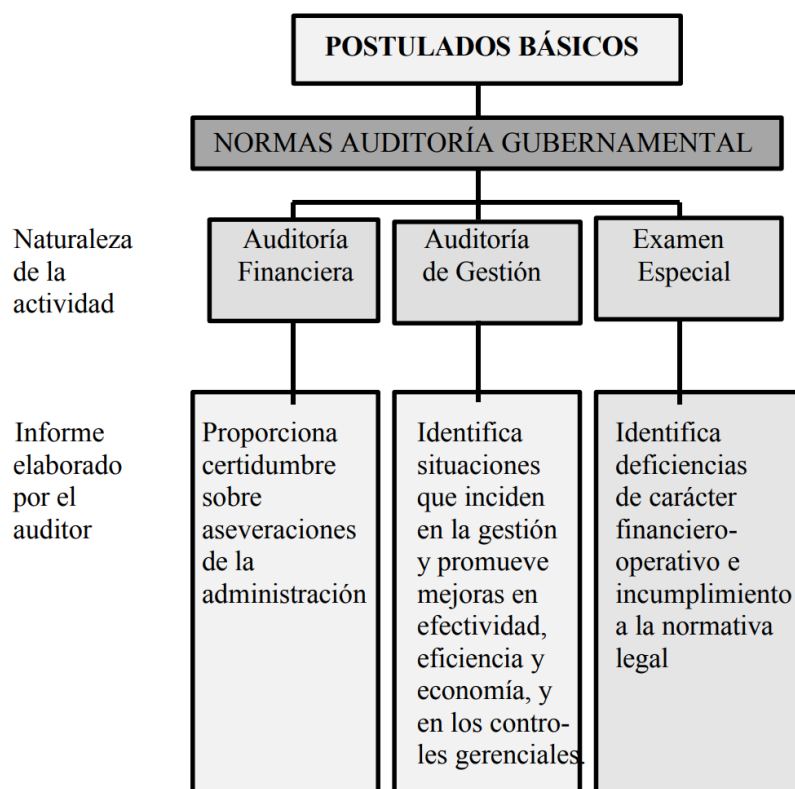 POSTULADOS BÁSICOS
NORMAS AUDITORÍA GUBERNAMENTAL
Naturaleza
de la
actividad
Auditoría
Financiera
Auditoría
de Gestión
Examen
Especial
Informe
elaborado
por el
auditor
Proporciona
certidumbre
sobre
aseveraciones
de la
administración
Identifica
situaciones
que inciden
en la gestión
y promueve
mejoras en
efectividad,
eficiencia y
economía, y
en los contro-
les gerenciales.
Identifica
deficiencias
de carácter
financiero-
operativo e
incumplimiento
a la normativa
legal